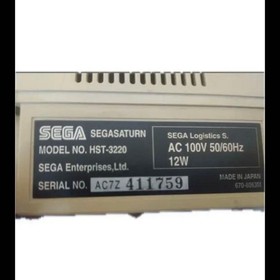 SEGA SEGASATURN
MODEL NO. HST-3220
SEGA Enterprises,Ltd.
SERIAL NO. AC7Z 411759
SEGA Logistics S.
AC 100V 50/60Hz
12W
MADE IN JAPAN